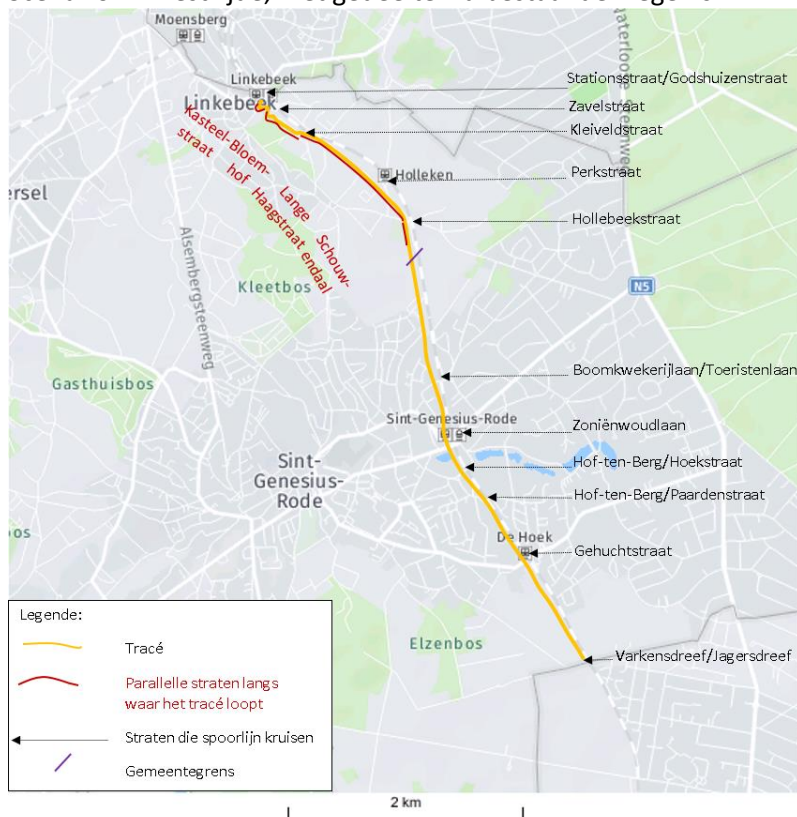 Moensberg
Linkebeek
Linkebeek
Stationsstraat/Godshuizenstraat
Zavelstraat
Kleiveldstraat
Holleken
Perkstraat
Hollebeekstraat
Kasteel-Bloem- Lange Schouw-
straat hof Haagstraat endaal
ersel
Alsembergsteenweg
Kleetbos
Waterloose Steenweg
N5
Gasthuisbos
Boomkwekerijlaan/Toeristenlaan
Sint-Genesius-Rode
Zoniënwoudlaan
Sint-
Genesius-
Rode
Hof-ten-Berg/Hoekstraat
Hof-ten-Berg/Paardenstraat
os
De Hoek
Gehuchtstraat
Elzenbos
Varkensdreef/Jagersdreef
Legende:
Tracé
Parallelle straten langs
waar het tracé loopt
Straten die spoorlijn kruisen
Gemeentegrens
2 km